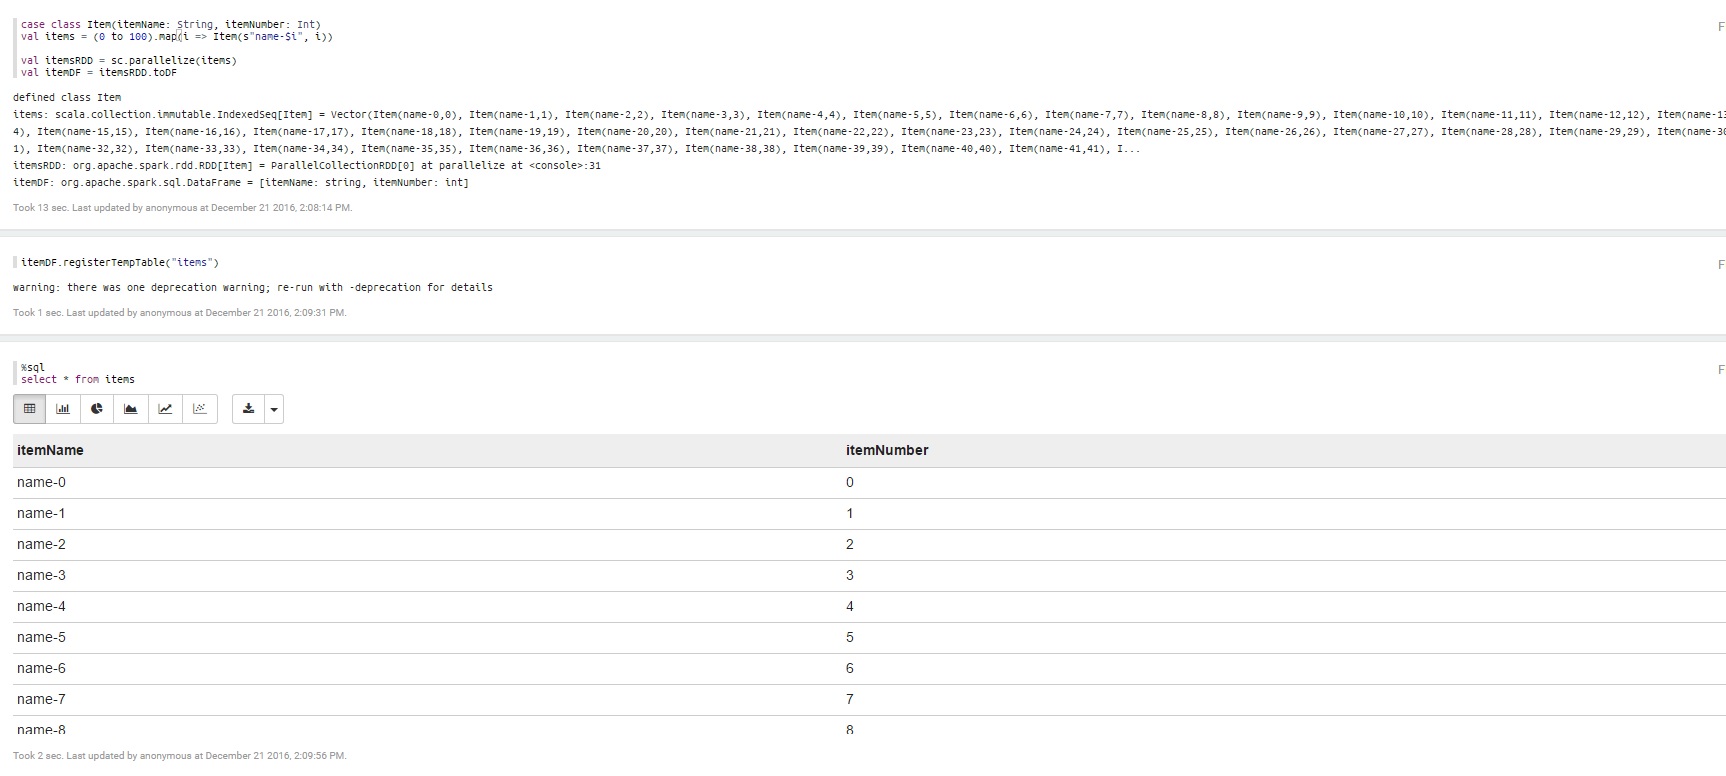 case class Item(itemName: String, itemNumber: Int)
val items = (0 to 100).map(i => Item(s"name-$i", i))
val itemsRDD = sc.parallelize(items)
val itemDF = itemsRDD.toDF
defined class Item
items: scala.collection.immutable.IndexedSeq[Item] = Vector(Item(name-0,0), Item(name-1,1), Item(name-2,2), Item(name-3,3), Item(name-4,4), Item(name-5,5), Item(name-6,6), Item(name-7,7), Item(name-8,8), Item(name-9,9), Item(name-10,10), Item(name-11,11), Item(name-12,12), Item(name-13
4), Item(name-15,15), Item(name-16,16), Item(name-17,17), Item(name-18,18), Item(name-19,19), Item(name-20,20), Item(name-21,21), Item(name-22,22), Item(name-23,23), Item(name-24,24), Item(name-25,25), Item(name-26,26), Item(name-27,27), Item(name-28,28), Item(name-29,29), Item(name-30
1), Item(name-32,32), Item(name-33,33), Item(name-34,34), Item(name-35,35), Item(name-36,36), Item(name-37,37), Item(name-38,38), Item(name-39,39), Item(name-40,40), Item(name-41,41), I...
itemsRDD: org.apache.spark.rdd.RDD[Item] = ParallelCollectionRDD[0] at parallelize at <console>:31
itemDF: org.apache.spark.sql.DataFrame = [itemName: string, itemNumber: int]
Took 13 sec. Last updated by anonymous at December 21 2016, 2:08:14 PM.
itemDF.registerTempTable("items")
warning: there was one deprecation warning; re-run with -deprecation for details
Took 1 sec. Last updated by anonymous at December 21 2016, 2:09:31 PM.
%sql
select * from items
itemName itemNumber
name-0 0
name-1 1
name-2 2
name-3 3
name-4 4
name-5 5
name-6 6
name-7 7
name-8 8
Took 2 sec. Last updated by anonymous at December 21 2016, 2:09:56 PM.